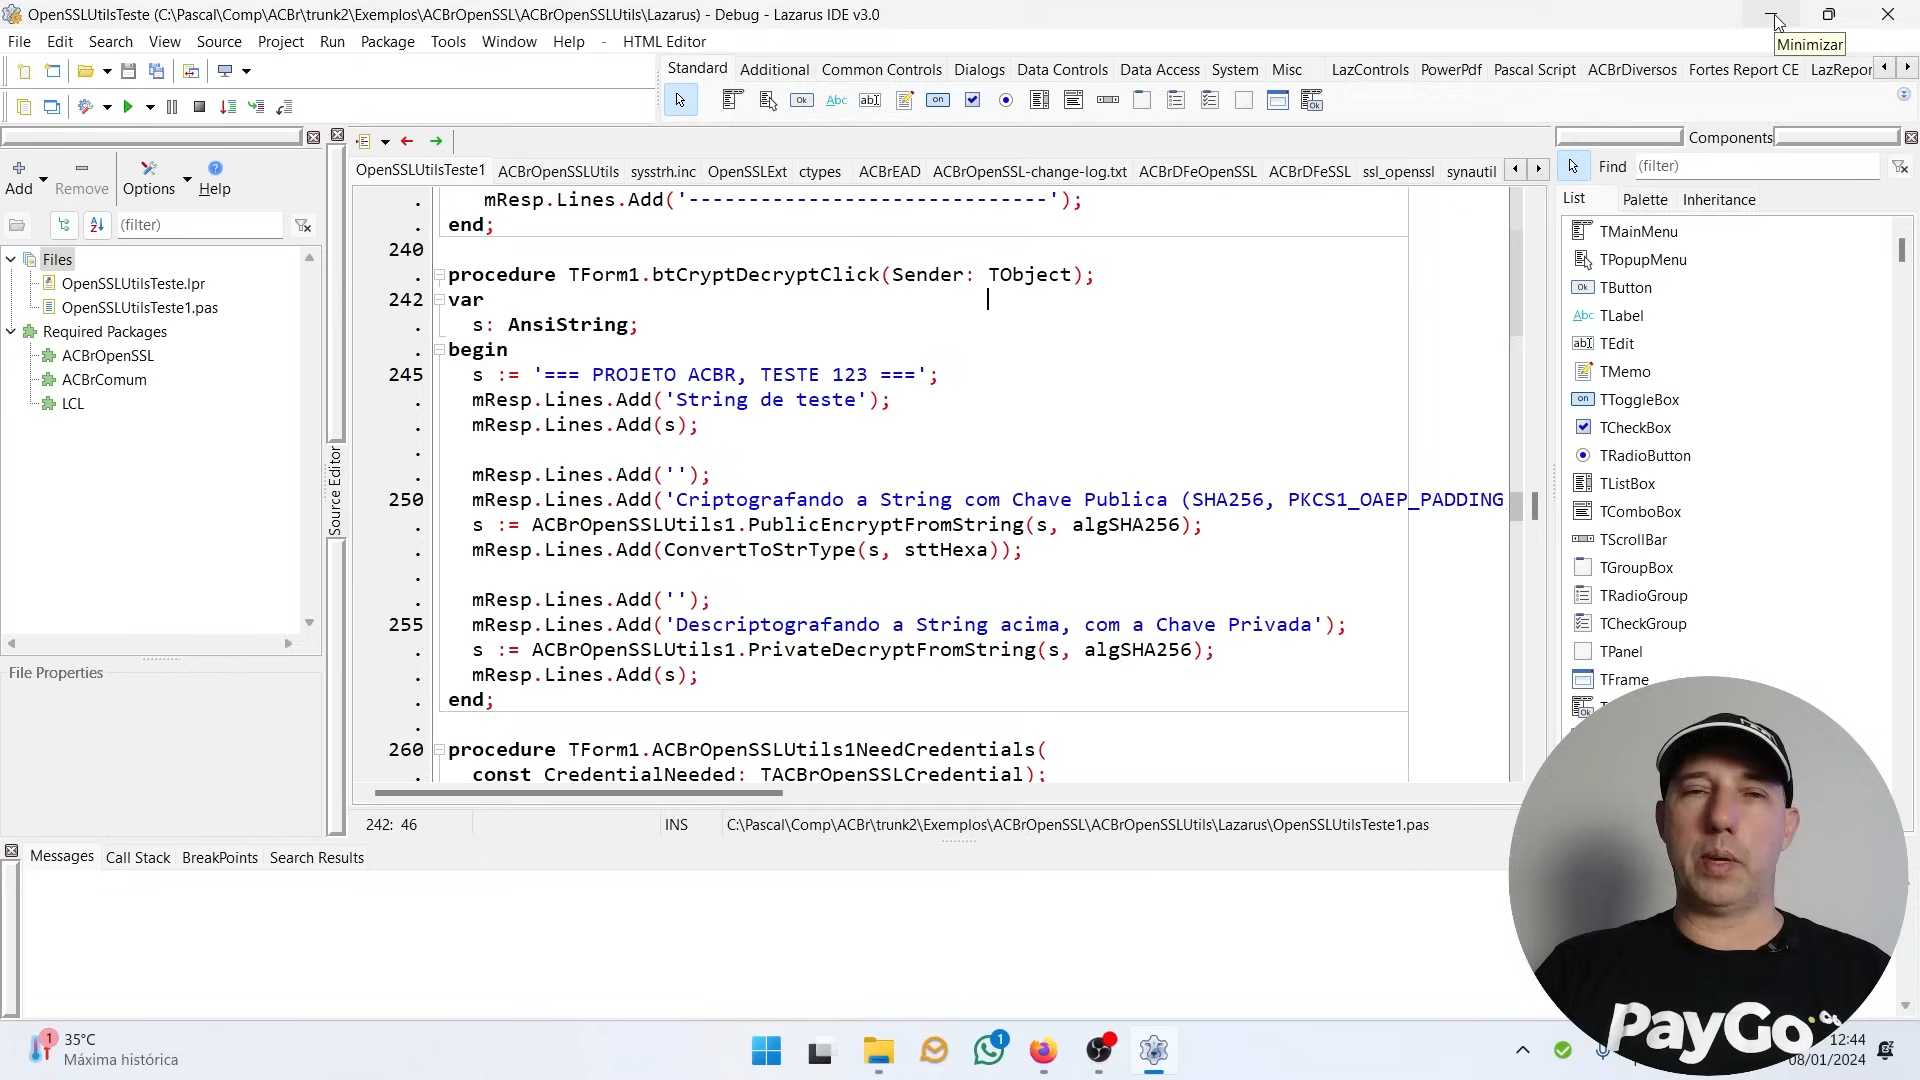 OpenSSLUtilsTeste (C:\Pascal\Comp\ACBr\trunk2\Exemplos\ACBrOpenSSL\ACBrOpenSSLUtils\Lazarus) - Debug - Lazarus IDE v3.0
Minimizar
File Edit Search View Source Project Run Package Tools Window Help - HTML Editor
Standard Additional Common Controls Dialogs Data Controls Data Access System Misc LazControls PowerPdf Pascal Script ACBrDiversos Fortes Report CE LazRepor
Components
Add Remove Options Help
OpenSSLUtilsTeste1 ACBrOpenSSLUtils sysstrh.inc OpenSSLExt ctypes ACBrEAD ACBrOpenSSL-change-log.txt ACBrDFeOpenSSL ACBrDFeSSL ssl_openssl synautil
Find (filter)
List Palette Inheritance
(filter)
Files
OpenSSLUtilsTeste.lpr
OpenSSLUtilsTeste1.pas
Required Packages
ACBrOpenSSL
ACBrComum
LCL
File Properties
Source Editor
. mResp.Lines.Add('------------------------------');
. end;
240
. procedure TForm1.btCryptDecryptClick(Sender: TObject);
242 var
. s: AnsiString;
. begin
245 s := '=== PROJETO ACBR, TESTE 123 ===';
. mResp.Lines.Add('String de teste');
. mResp.Lines.Add(s);
.
. mResp.Lines.Add('');
250 mResp.Lines.Add('Criptografando a String com Chave Publica (SHA256, PKCS1_OAEP_PADDING
. s := ACBrOpenSSLUtils1.PublicEncryptFromString(s, algSHA256);
. mResp.Lines.Add(ConvertToStrType(s, sttHexa));
.
. mResp.Lines.Add('');
255 mResp.Lines.Add('Descriptografando a String acima, com a Chave Privada');
. s := ACBrOpenSSLUtils1.PrivateDecryptFromString(s, algSHA256);
. mResp.Lines.Add(s);
. end;
.
260 procedure TForm1.ACBrOpenSSLUtils1NeedCredentials(
. const CredentialNeeded: TACBrOpenSSLCredential);
242: 46 INS C:\Pascal\Comp\ACBr\trunk2\Exemplos\ACBrOpenSSL\ACBrOpenSSLUtils\Lazarus\OpenSSLUtilsTeste1.pas
TMainMenu
TPopupMenu
Ok TButton
Abc TLabel
abI TEdit
TMemo
on TToggleBox
TCheckBox
TRadioButton
TListBox
TComboBox
TScrollBar
TGroupBox
TRadioGroup
TCheckGroup
TPanel
TFrame
Messages Call Stack BreakPoints Search Results
PayGo
1
35°C
Máxima histórica
1
12:44
08/01/2024